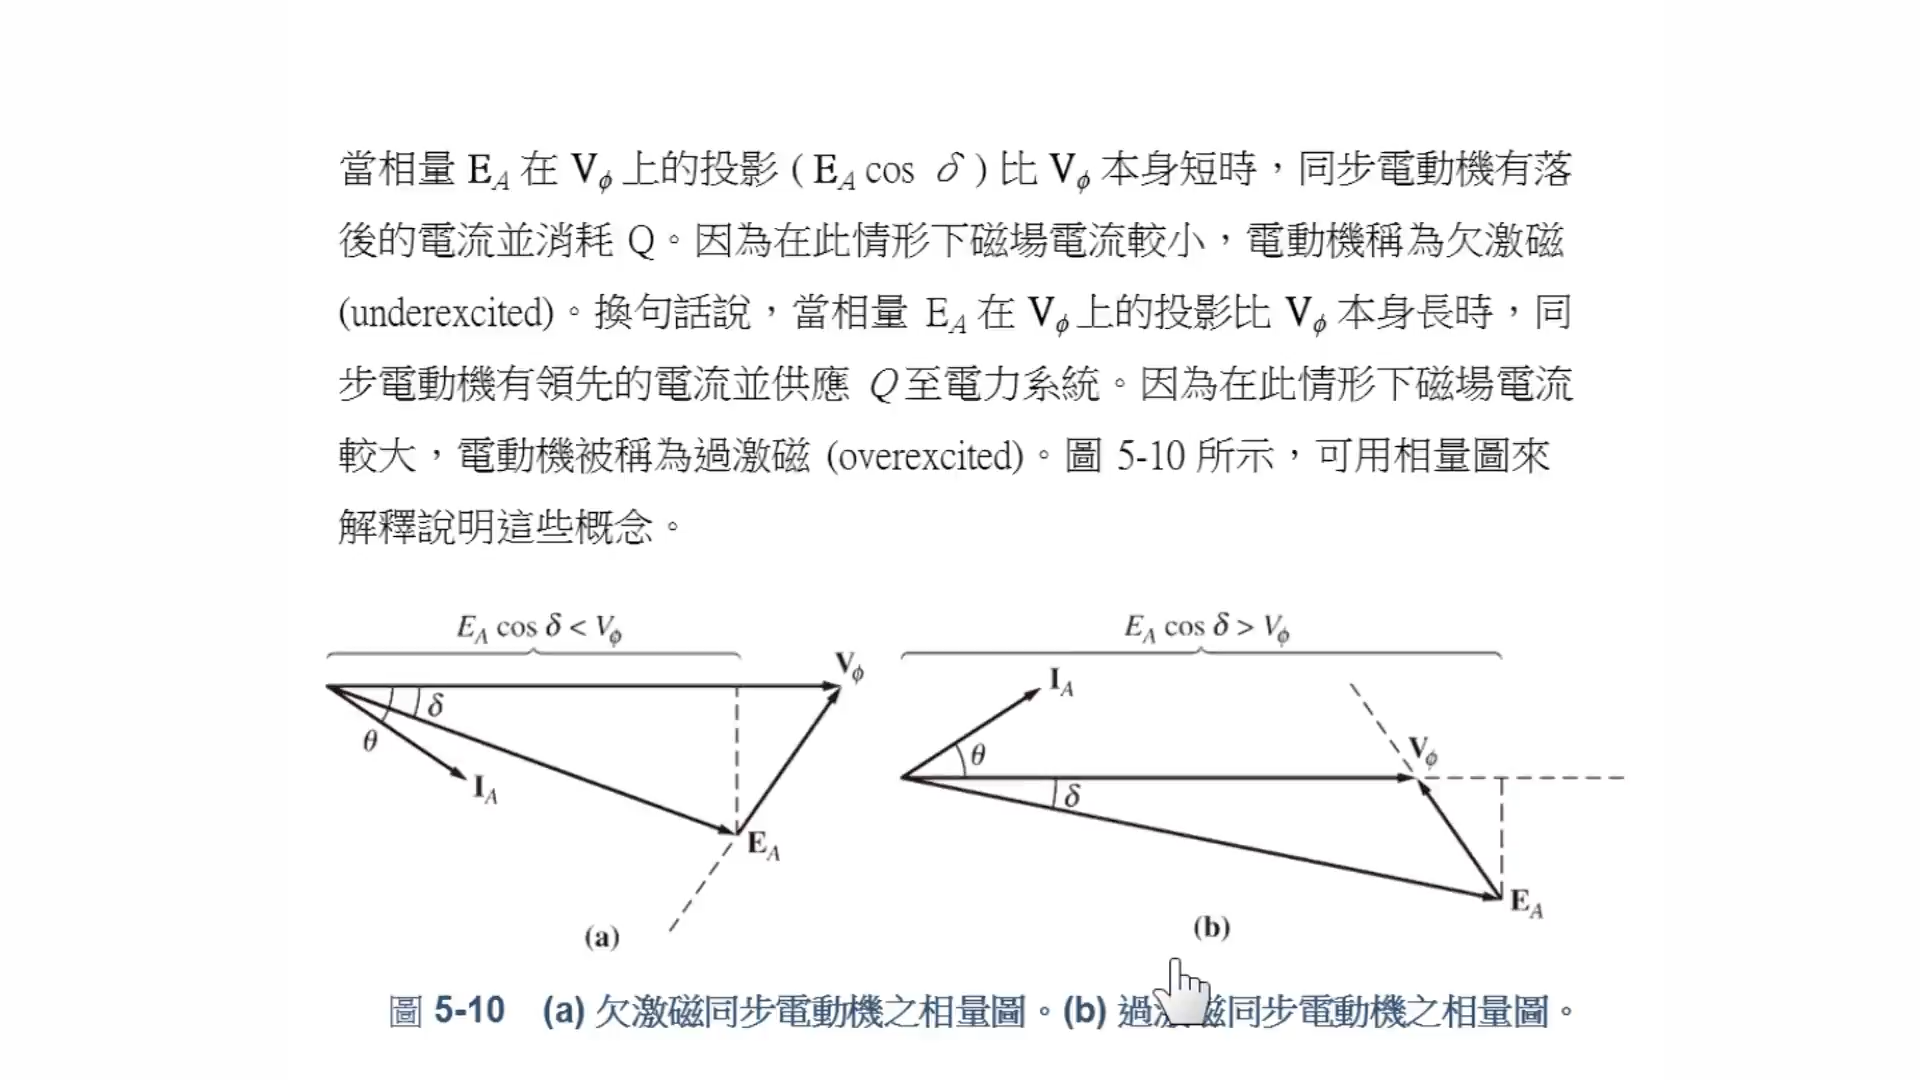 當相量 E_A 在 V_ϕ 上的投影 ( E_A cos δ ) 比 V_ϕ 本身短時，同步電動機有落
後的電流並消耗 Q。因為在此情形下磁場電流較小，電動機稱為欠激磁
(underexcited)。換句話說，當相量 E_A 在 V_ϕ 上的投影比 V_ϕ 本身長時，同
步電動機有領先的電流並供應 Q 至電力系統。因為在此情形下磁場電流
較大，電動機被稱為過激磁 (overexcited)。圖 5-10 所示，可用相量圖來
解釋說明這些概念。
E_A cos δ < V_ϕ
V_ϕ
δ
θ
I_A
E_A
(a)
E_A cos δ > V_ϕ
I_A
θ
V_ϕ
δ
E_A
(b)
圖 5-10 (a) 欠激磁同步電動機之相量圖。(b) 過激磁同步電動機之相量圖。